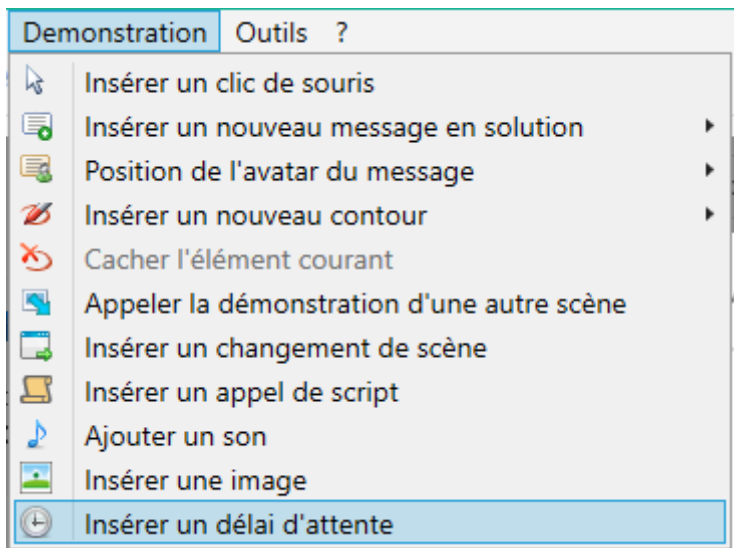 Demonstration Outils ?
Insérer un clic de souris
Insérer un nouveau message en solution
Position de l'avatar du message
Insérer un nouveau contour
Cacher l'élément courant
Appeler la démonstration d'une autre scène
Insérer un changement de scène
Insérer un appel de script
Ajouter un son
Insérer une image
Insérer un délai d'attente